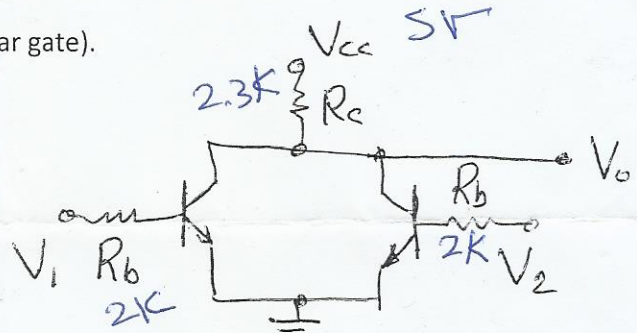 ar gate).
Vcc 5V
2.3K Rc
Vo
Rb
V1 Rb 2K V2
2K